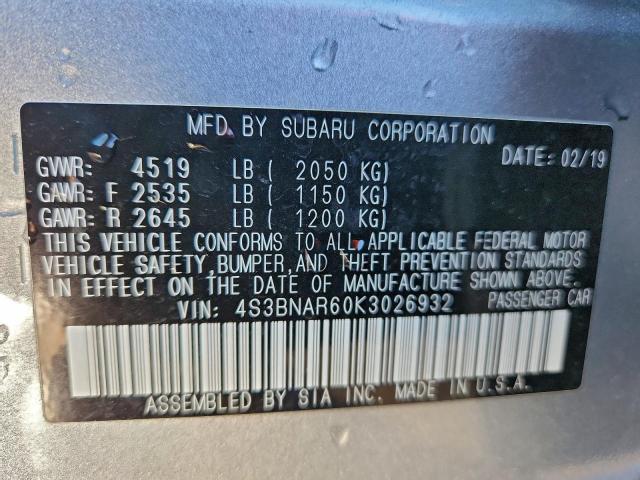 MFD. BY SUBARU CORPORATION
DATE: 02/19
GVWR: 4519 LB ( 2050 KG)
GAWR: F 2535 LB ( 1150 KG)
GAWR: R 2645 LB ( 1200 KG)
THIS VEHICLE CONFORMS TO ALL APPLICABLE FEDERAL MOTOR
VEHICLE SAFETY, BUMPER, AND THEFT PREVENTION STANDARDS
IN EFFECT ON THE DATE OF MANUFACTURE SHOWN ABOVE.
VIN: 4S3BNAR60K3026932 PASSENGER CAR
ASSEMBLED BY SIA INC. MADE IN U.S.A.